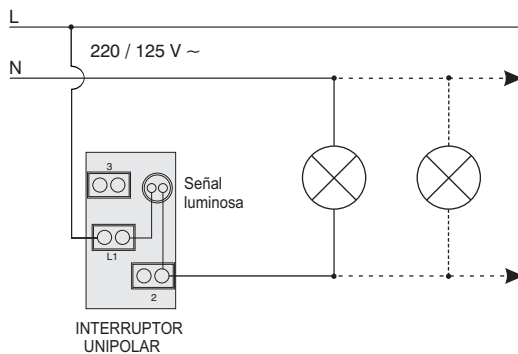 L
220 / 125 V ~
N
3
Señal
luminosa
L1
2
INTERRUPTOR
UNIPOLAR